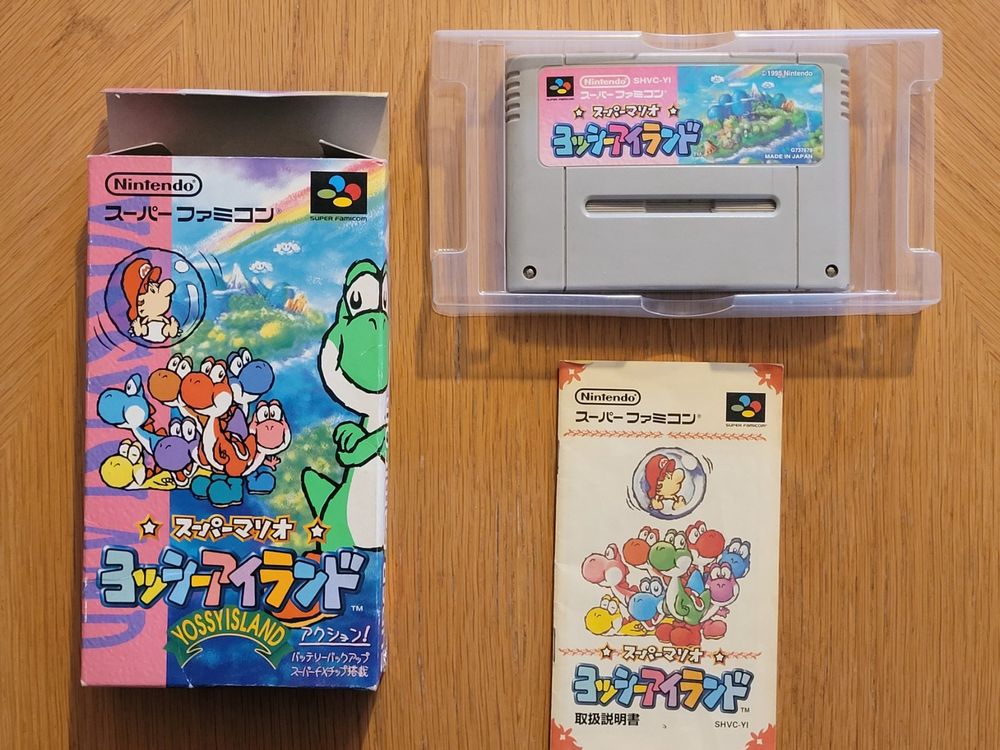 Nintendo
スーパーファミコン
SUPER FAMICOM
スーパーマリオ
ヨッシーアイランド™
YOSSYISLAND
アクション!
バッテリーバックアップ
スーパーFXチップ搭載
Nintendo SHVC-YI
スーパーファミコン
SUPER FAMICOM
スーパーマリオ
ヨッシーアイランド
©1995 Nintendo
MADE IN JAPAN
Nintendo
スーパーファミコン®
SUPER FAMICOM
スーパーマリオ
ヨッシーアイランド™
取扱説明書
SHVC-YI